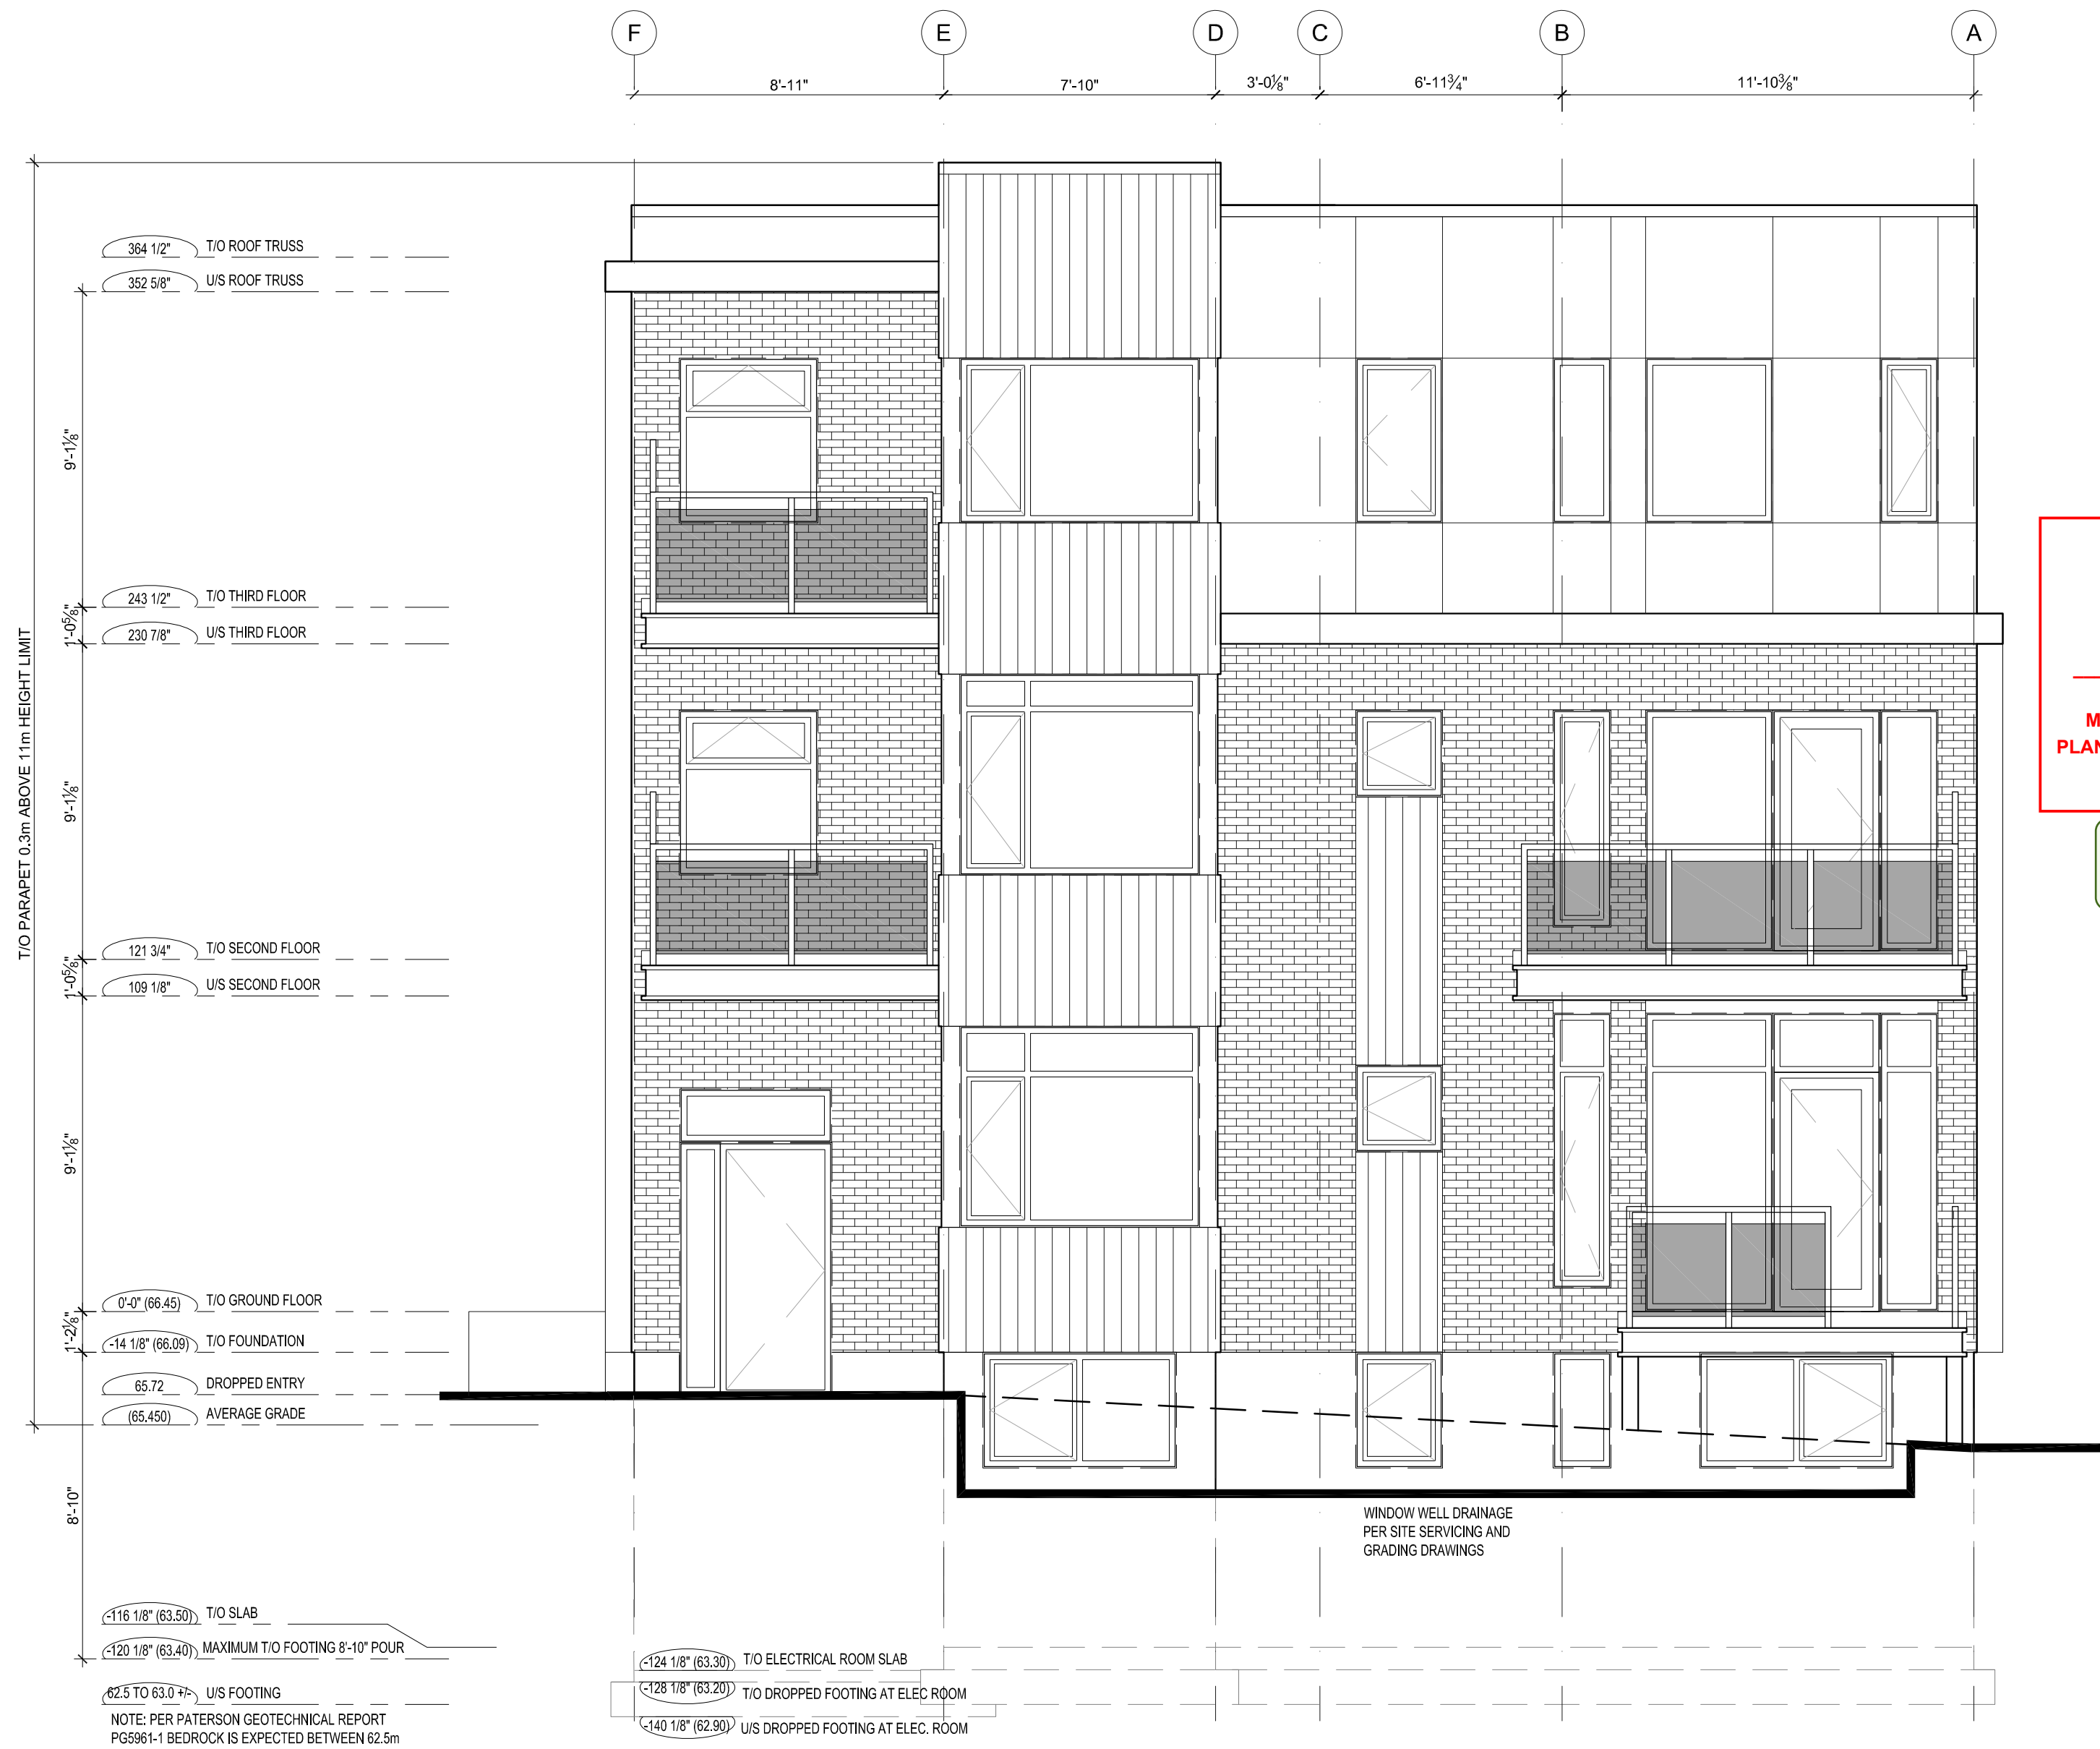 F E D C B A
8'-11" 7'-10" 3'-0⅛" 6'-11¾" 11'-10⅜"
T/O PARAPET 0.3m ABOVE 11m HEIGHT LIMIT
364 1/2" T/O ROOF TRUSS
352 5/8" U/S ROOF TRUSS
9'-1⅛"
243 1/2" T/O THIRD FLOOR
1'-0⅝"
230 7/8" U/S THIRD FLOOR
M
PLAN
9'-1⅛"
121 3/4" T/O SECOND FLOOR
1'-0⅝"
109 1/8" U/S SECOND FLOOR
9'-1⅛"
0'-0" (66.45) T/O GROUND FLOOR
1'-2⅛"
-14 1/8" (66.09) T/O FOUNDATION
65.72 DROPPED ENTRY
(65.450) AVERAGE GRADE
8'-10"
WINDOW WELL DRAINAGE
PER SITE SERVICING AND
GRADING DRAWINGS
-116 1/8" (63.50) T/O SLAB
-120 1/8" (63.40) MAXIMUM T/O FOOTING 8'-10" POUR
62.5 TO 63.0 +/- U/S FOOTING
NOTE: PER PATERSON GEOTECHNICAL REPORT
PG5961-1 BEDROCK IS EXPECTED BETWEEN 62.5m
-124 1/8" (63.30) T/O ELECTRICAL ROOM SLAB
-128 1/8" (63.20) T/O DROPPED FOOTING AT ELEC ROOM
-140 1/8" (62.90) U/S DROPPED FOOTING AT ELEC. ROOM